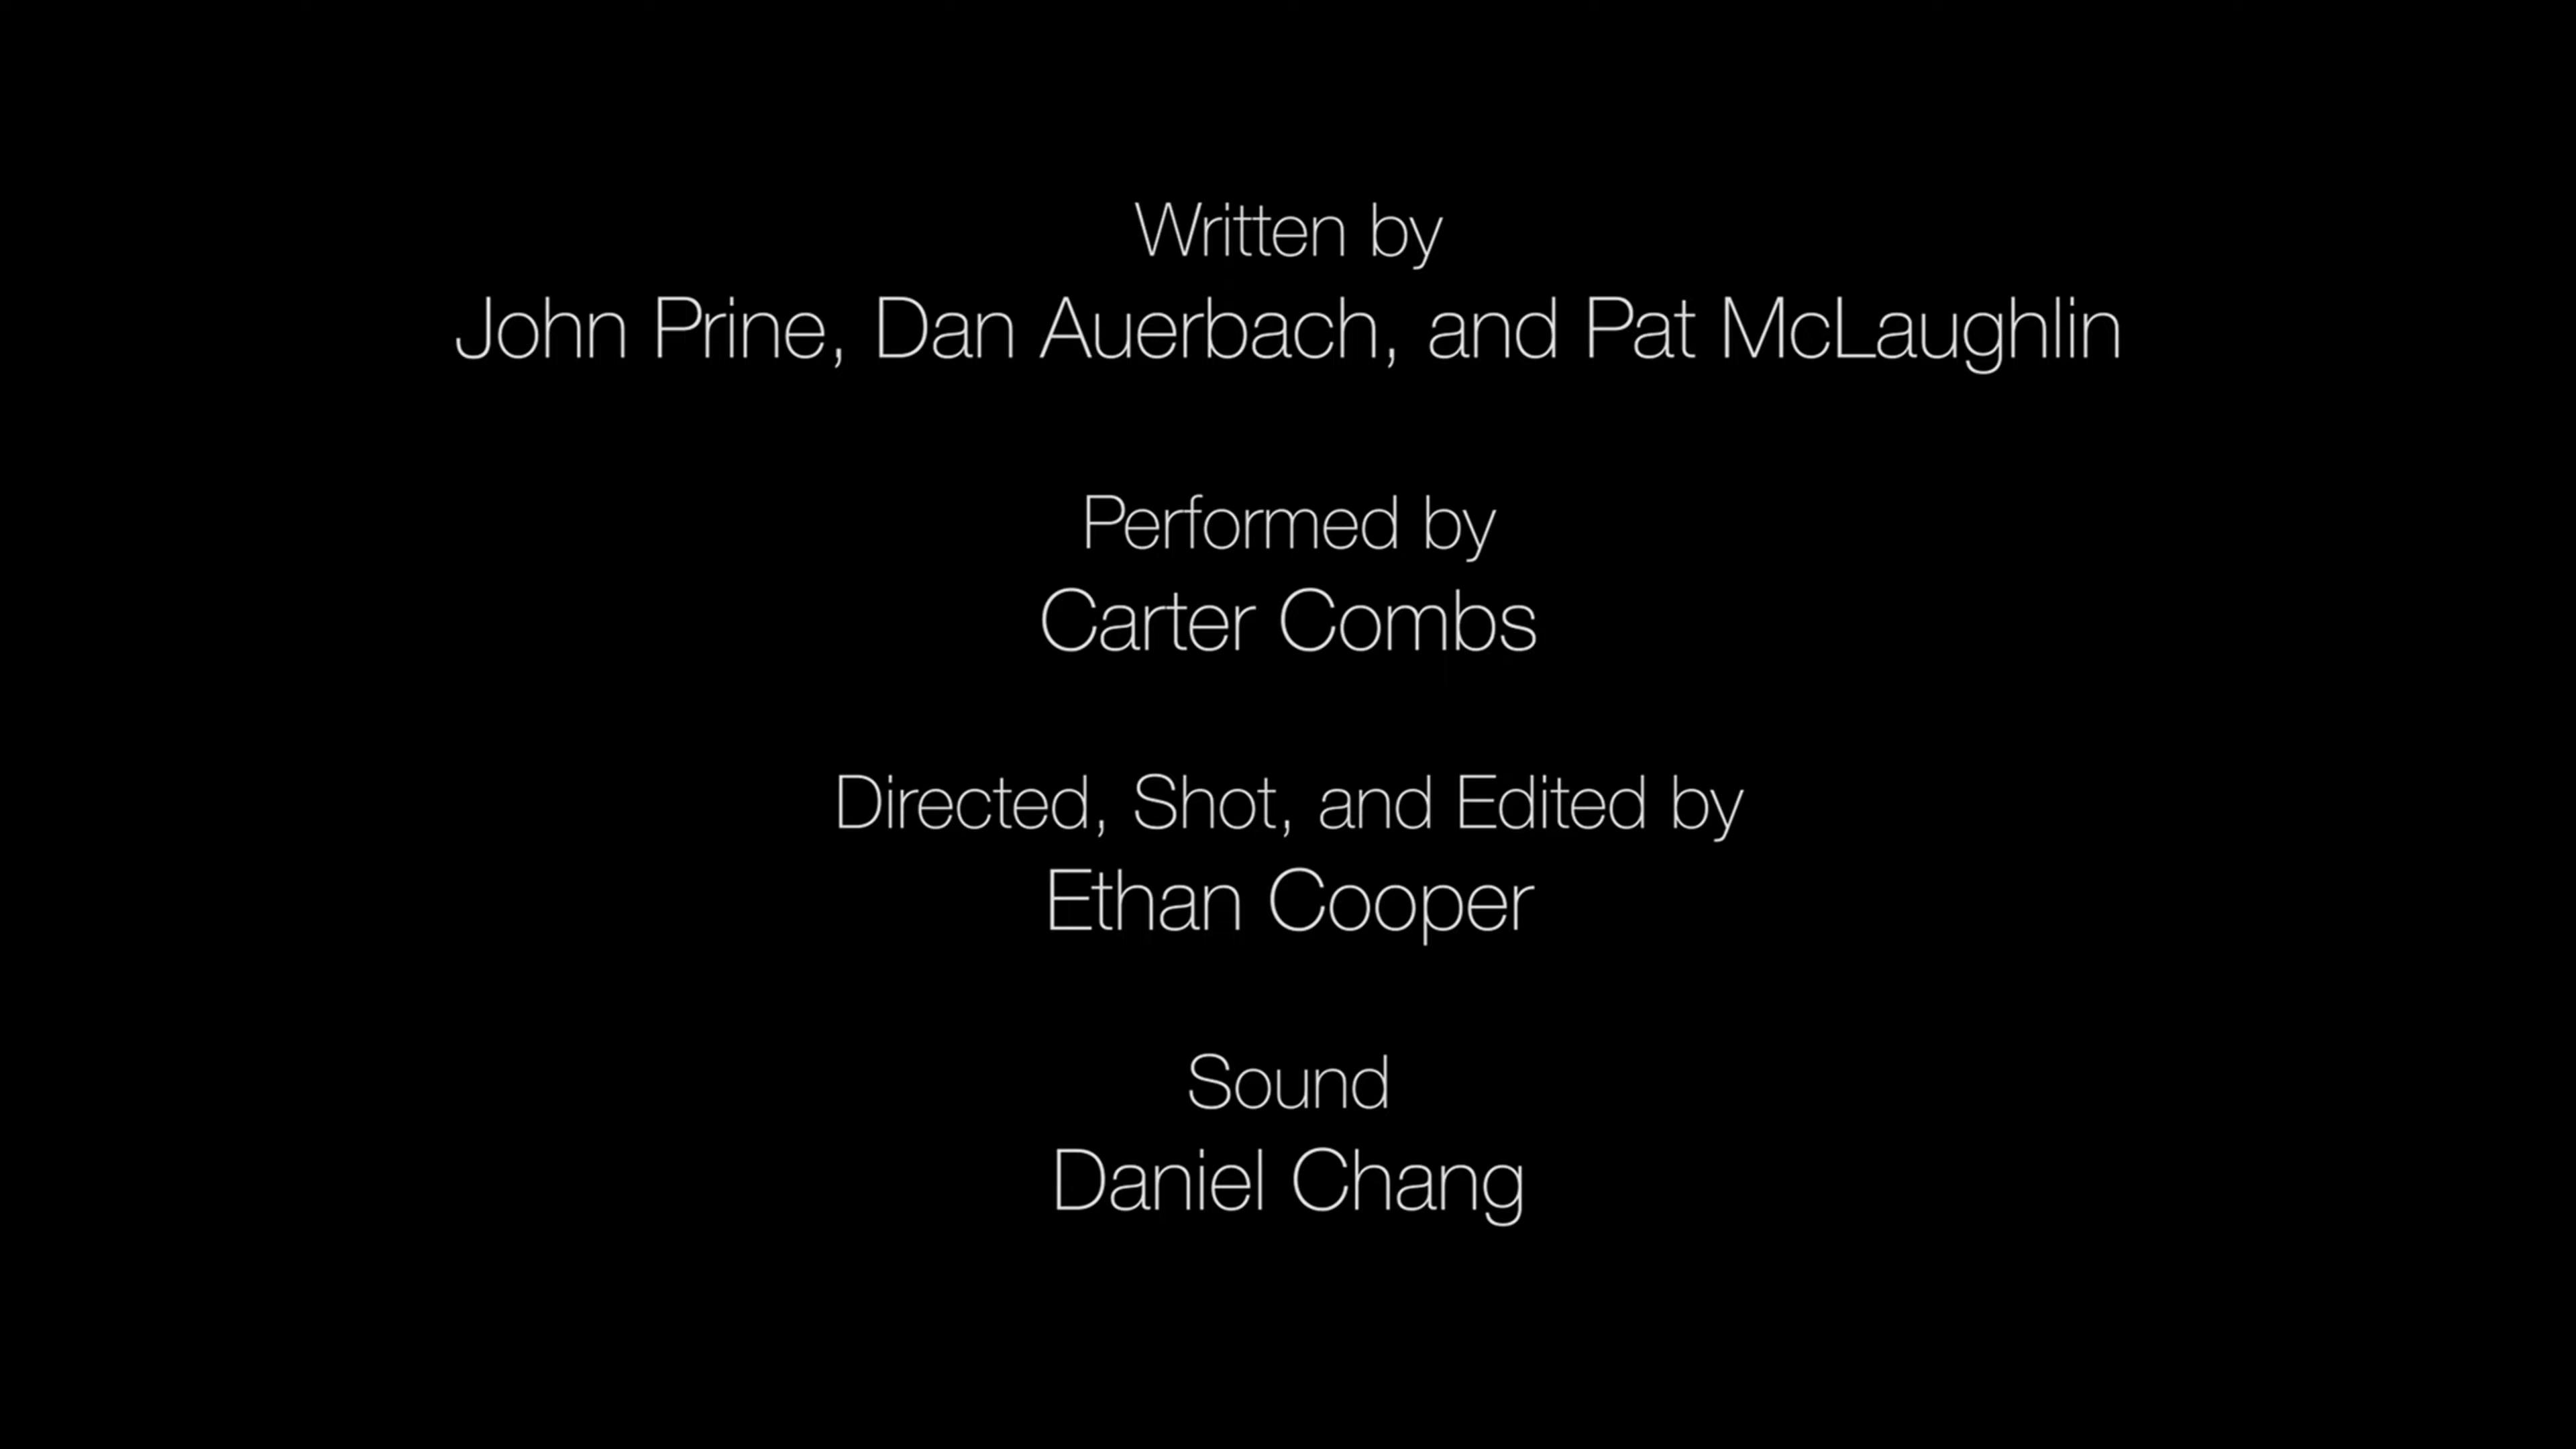 Written by
John Prine, Dan Auerbach, and Pat McLaughlin
Performed by
Carter Combs
Directed, Shot, and Edited by
Ethan Cooper
Sound
Daniel Chang